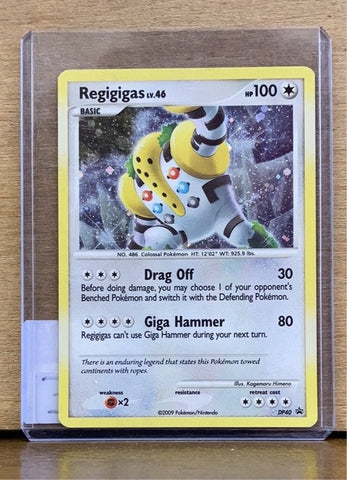 Regigigas LV.46 HP 100
BASIC
NO. 486 Colossal Pokémon HT: 12'02" WT: 925.9 lbs.
Drag Off 30
Before doing damage, you may choose 1 of your opponent's
Benched Pokémon and switch it with the Defending Pokémon.
Giga Hammer 80
Regigigas can't use Giga Hammer during your next turn.
There is an enduring legend that states this Pokémon towed
continents with ropes.
Illus. Kagemaru Himeno
weakness resistance retreat cost
×2
©2009 Pokémon/Nintendo DP40